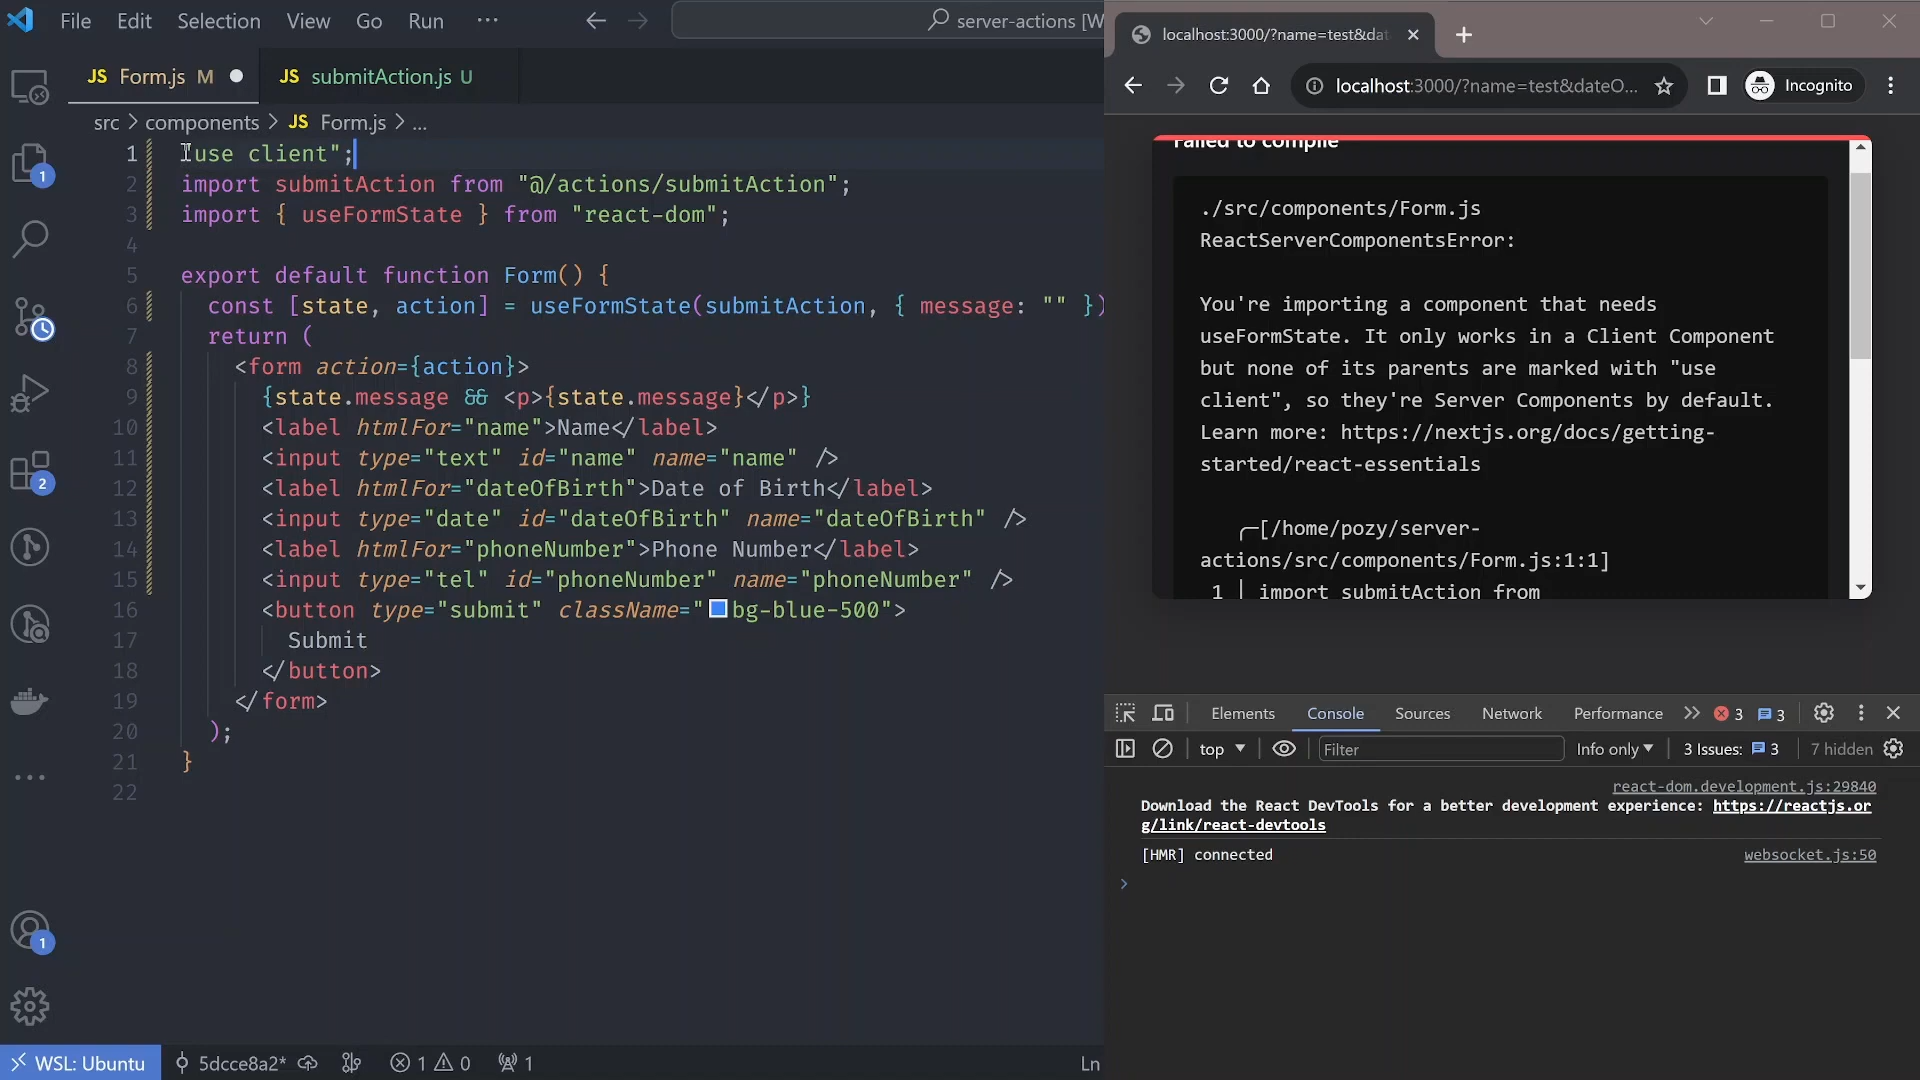 File Edit Selection View Go Run ···
server-actions [W
JS Form.js M
JS submitAction.js U
src > components > JS Form.js > ...
1 "use client";
2 import submitAction from "@/actions/submitAction";
3 import { useFormState } from "react-dom";
4
5 export default function Form() {
6 const [state, action] = useFormState(submitAction, { message: "" })
7 return (
8 <form action={action}>
9 {state.message && <p>{state.message}</p>}
10 <label htmlFor="name">Name</label>
11 <input type="text" id="name" name="name" />
12 <label htmlFor="dateOfBirth">Date of Birth</label>
13 <input type="date" id="dateOfBirth" name="dateOfBirth" />
14 <label htmlFor="phoneNumber">Phone Number</label>
15 <input type="tel" id="phoneNumber" name="phoneNumber" />
16 <button type="submit" className="bg-blue-500">
17 Submit
18 </button>
19 </form>
20 );
21 }
22
1
2
1
WSL: Ubuntu 5dcce8a2* 1 0 1 Ln
localhost:3000/?name=test&dat
localhost:3000/?name=test&dateO... Incognito
Failed to compile
./src/components/Form.js
ReactServerComponentsError:
You're importing a component that needs
useFormState. It only works in a Client Component
but none of its parents are marked with "use
client", so they're Server Components by default.
Learn more: https://nextjs.org/docs/getting-
started/react-essentials
╭─[/home/pozy/server-
actions/src/components/Form.js:1:1]
1 | import submitAction from
Elements Console Sources Network Performance 3 3
top Filter Info only 3 Issues: 3 7 hidden
react-dom.development.js:29840
Download the React DevTools for a better development experience: https://reactjs.or
g/link/react-devtools
[HMR] connected websocket.js:50